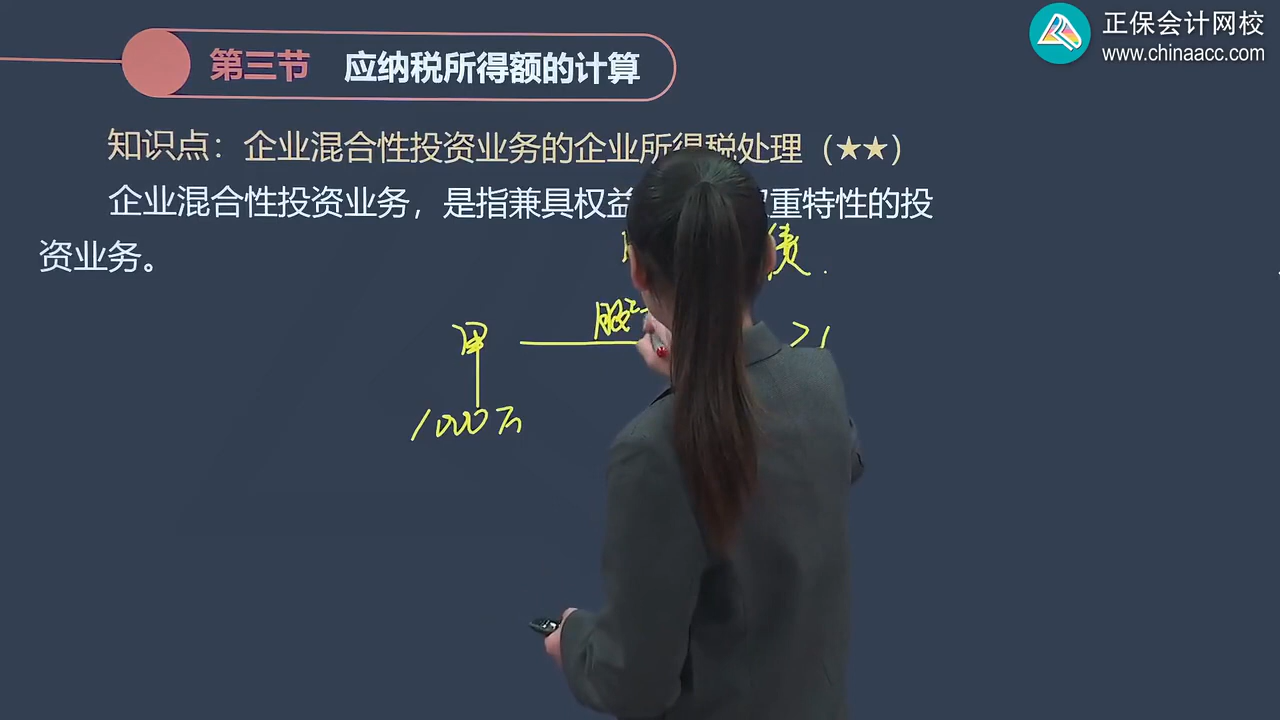 正保会计网校
www.chinaacc.com
第三节 应纳税所得额的计算
知识点：企业混合性投资业务的企业所得税处理（★★）
企业混合性投资业务，是指兼具权益 重特性的投
资业务。
债.
股
甲
1000万